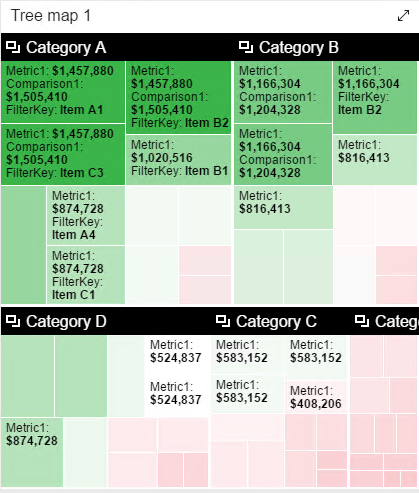 Tree map 1
Category A
Metric1: $1,457,880
Comparison1:
$1,505,410
FilterKey: Item A1
Metric1:
$1,457,880
Comparison1:
$1,505,410
FilterKey: Item B2
Metric1: $1,457,880
Comparison1:
$1,505,410
FilterKey: Item C3
Metric1:
$1,020,516
FilterKey: Item B1
Metric1:
$874,728
FilterKey:
Item A4
Metric1:
$874,728
FilterKey:
Item C1
Category B
Metric1:
$1,166,304
Comparison1:
$1,204,328
Metric1:
$1,166,304
FilterKey:
Item B2
Metric1:
$1,166,304
Comparison1:
$1,204,328
Metric1:
$816,413
Metric1:
$816,413
Category D
Metric1:
$524,837
Metric1:
$524,837
Metric1:
$874,728
Category C
Metric1:
$583,152
Metric1:
$583,152
Metric1:
$583,152
Metric1:
$408,206
Categ